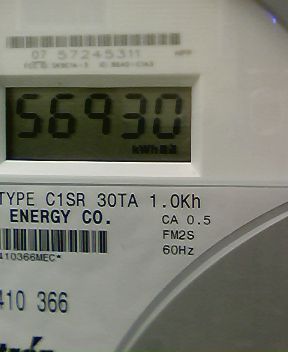 07 57245311
56930
kWh
TYPE C1SR 30TA 1.0Kh
ENERGY CO.
CA 0.5
FM2S
60Hz
410366MEC*
410 366